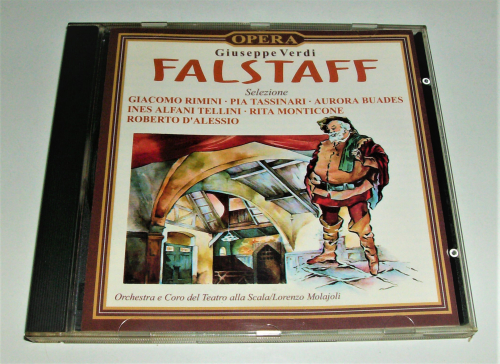 OPERA
Giuseppe Verdi
FALSTAFF
Selezione
GIACOMO RIMINI · PIA TASSINARI · AURORA BUADES
INES ALFANI TELLINI · RITA MONTICONE
ROBERTO D'ALESSIO
Orchestra e Coro del Teatro alla Scala/Lorenzo Molajoli